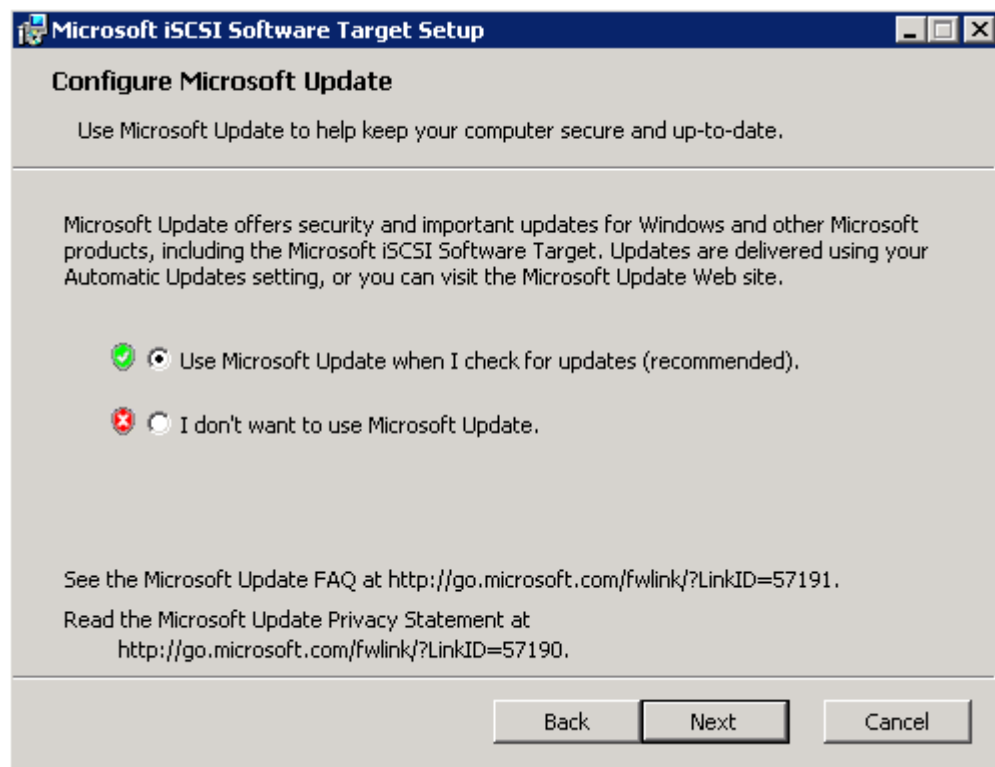 Microsoft iSCSI Software Target Setup
Configure Microsoft Update
Use Microsoft Update to help keep your computer secure and up-to-date.
Microsoft Update offers security and important updates for Windows and other Microsoft
products, including the Microsoft iSCSI Software Target. Updates are delivered using your
Automatic Updates setting, or you can visit the Microsoft Update Web site.
Use Microsoft Update when I check for updates (recommended).
I don't want to use Microsoft Update.
See the Microsoft Update FAQ at http://go.microsoft.com/fwlink/?LinkID=57191.
Read the Microsoft Update Privacy Statement at
http://go.microsoft.com/fwlink/?LinkID=57190.
Back Next Cancel